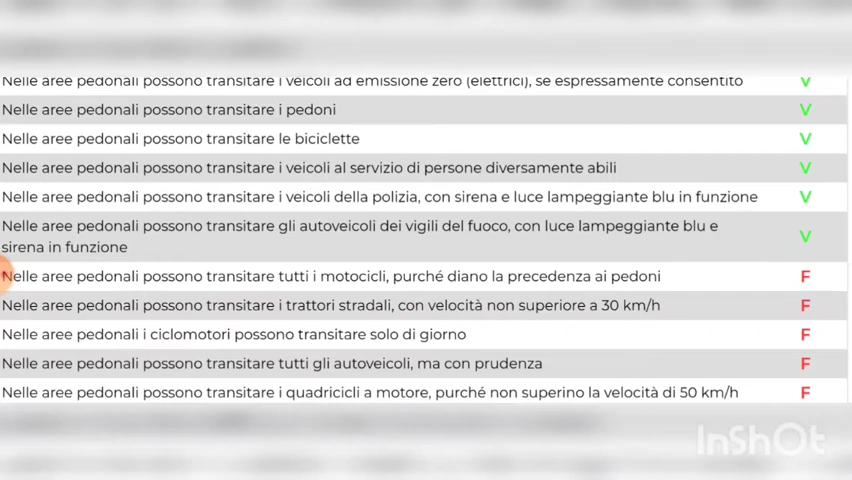 Nelle aree pedonali possono transitare i veicoli ad emissione zero (elettrici), se espressamente consentito V
Nelle aree pedonali possono transitare i pedoni V
Nelle aree pedonali possono transitare le biciclette V
Nelle aree pedonali possono transitare i veicoli al servizio di persone diversamente abili V
Nelle aree pedonali possono transitare i veicoli della polizia, con sirena e luce lampeggiante blu in funzione V
Nelle aree pedonali possono transitare gli autoveicoli dei vigili del fuoco, con luce lampeggiante blu e
sirena in funzione V
Nelle aree pedonali possono transitare tutti i motocicli, purché diano la precedenza ai pedoni F
Nelle aree pedonali possono transitare i trattori stradali, con velocità non superiore a 30 km/h F
Nelle aree pedonali i ciclomotori possono transitare solo di giorno F
Nelle aree pedonali possono transitare tutti gli autoveicoli, ma con prudenza F
Nelle aree pedonali possono transitare i quadricicli a motore, purché non superino la velocità di 50 km/h F
InShOt